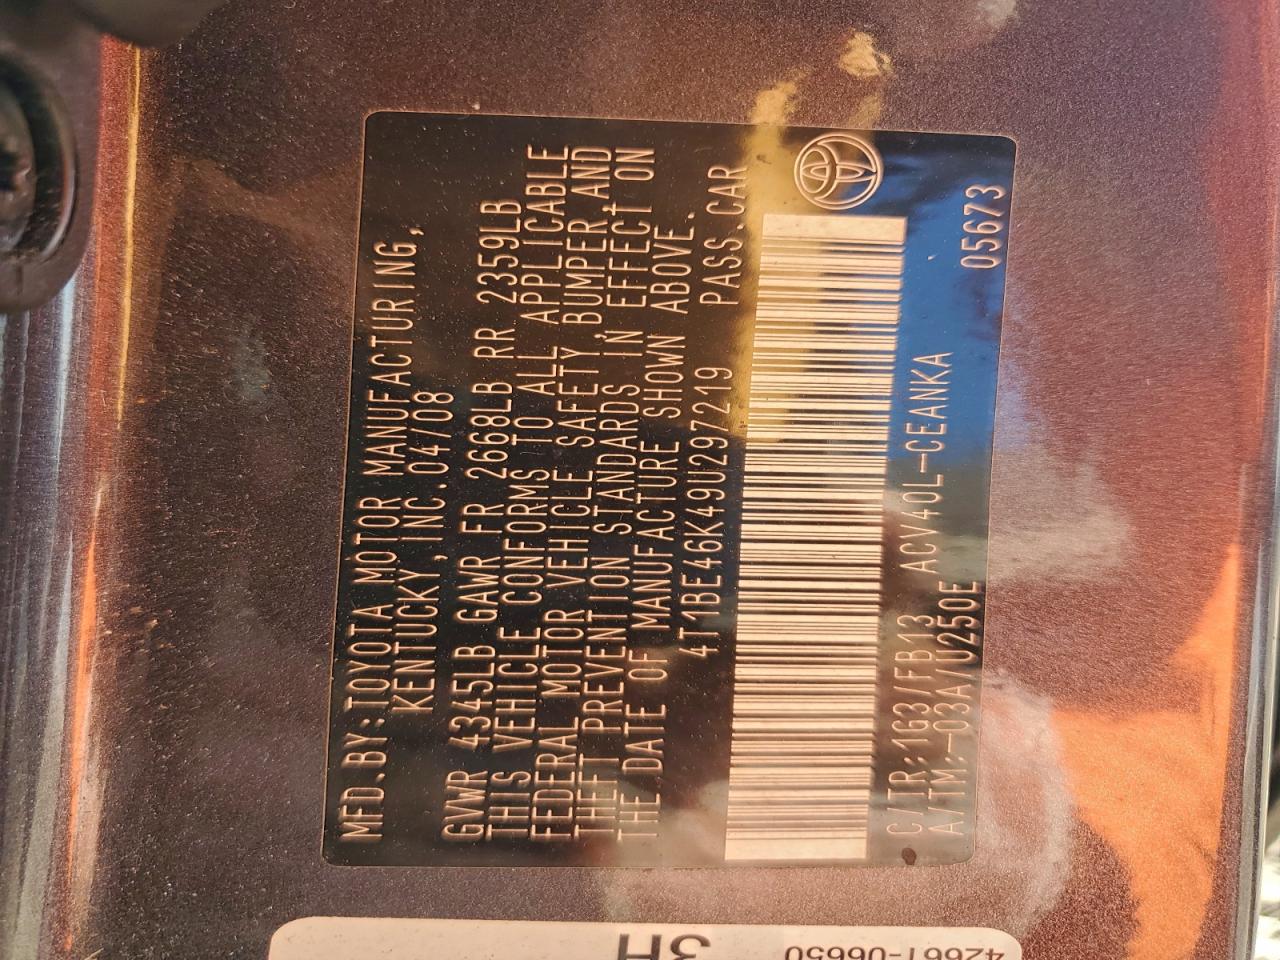 MFD.BY:TOYOTA MOTOR MANUFACTURING,
KENTUCKY,INC.04/08
GVWR 4345LB GAWR FR 2668LB RR 2359LB
THIS VEHICLE CONFORMS TO ALL APPLICABLE
FEDERAL MOTOR VEHICLE SAFETY, BUMPER,AND
THEFT PREVENTION STANDARDS IN EFFECT ON
THE DATE OF MANUFACTURE SHOWN ABOVE.
4T1BE46K49U297219 PASS.CAR
C/TR:1G3/FB13 ACV40L-CEANKA
A/TM:-03A/U250E 05673
3H
42661-06650